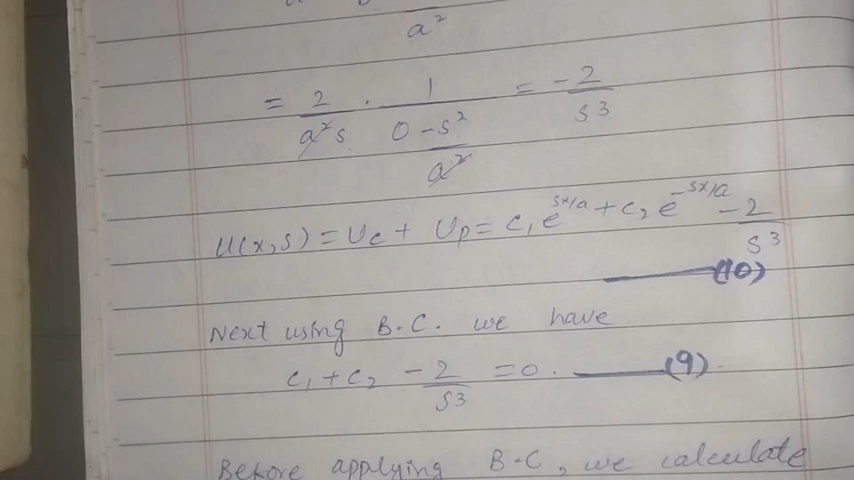 a²
= 2/a²s · 1/((0-s²)/a²) = -2/s³
U(x,s) = Uc + Up = c₁e^(sx/a) + c₂e^(-sx/a) - 2/s³
(10)
Next using B.C. we have
c₁ + c₂ - 2/s³ = 0. (9)
Before applying B.C, we calculate